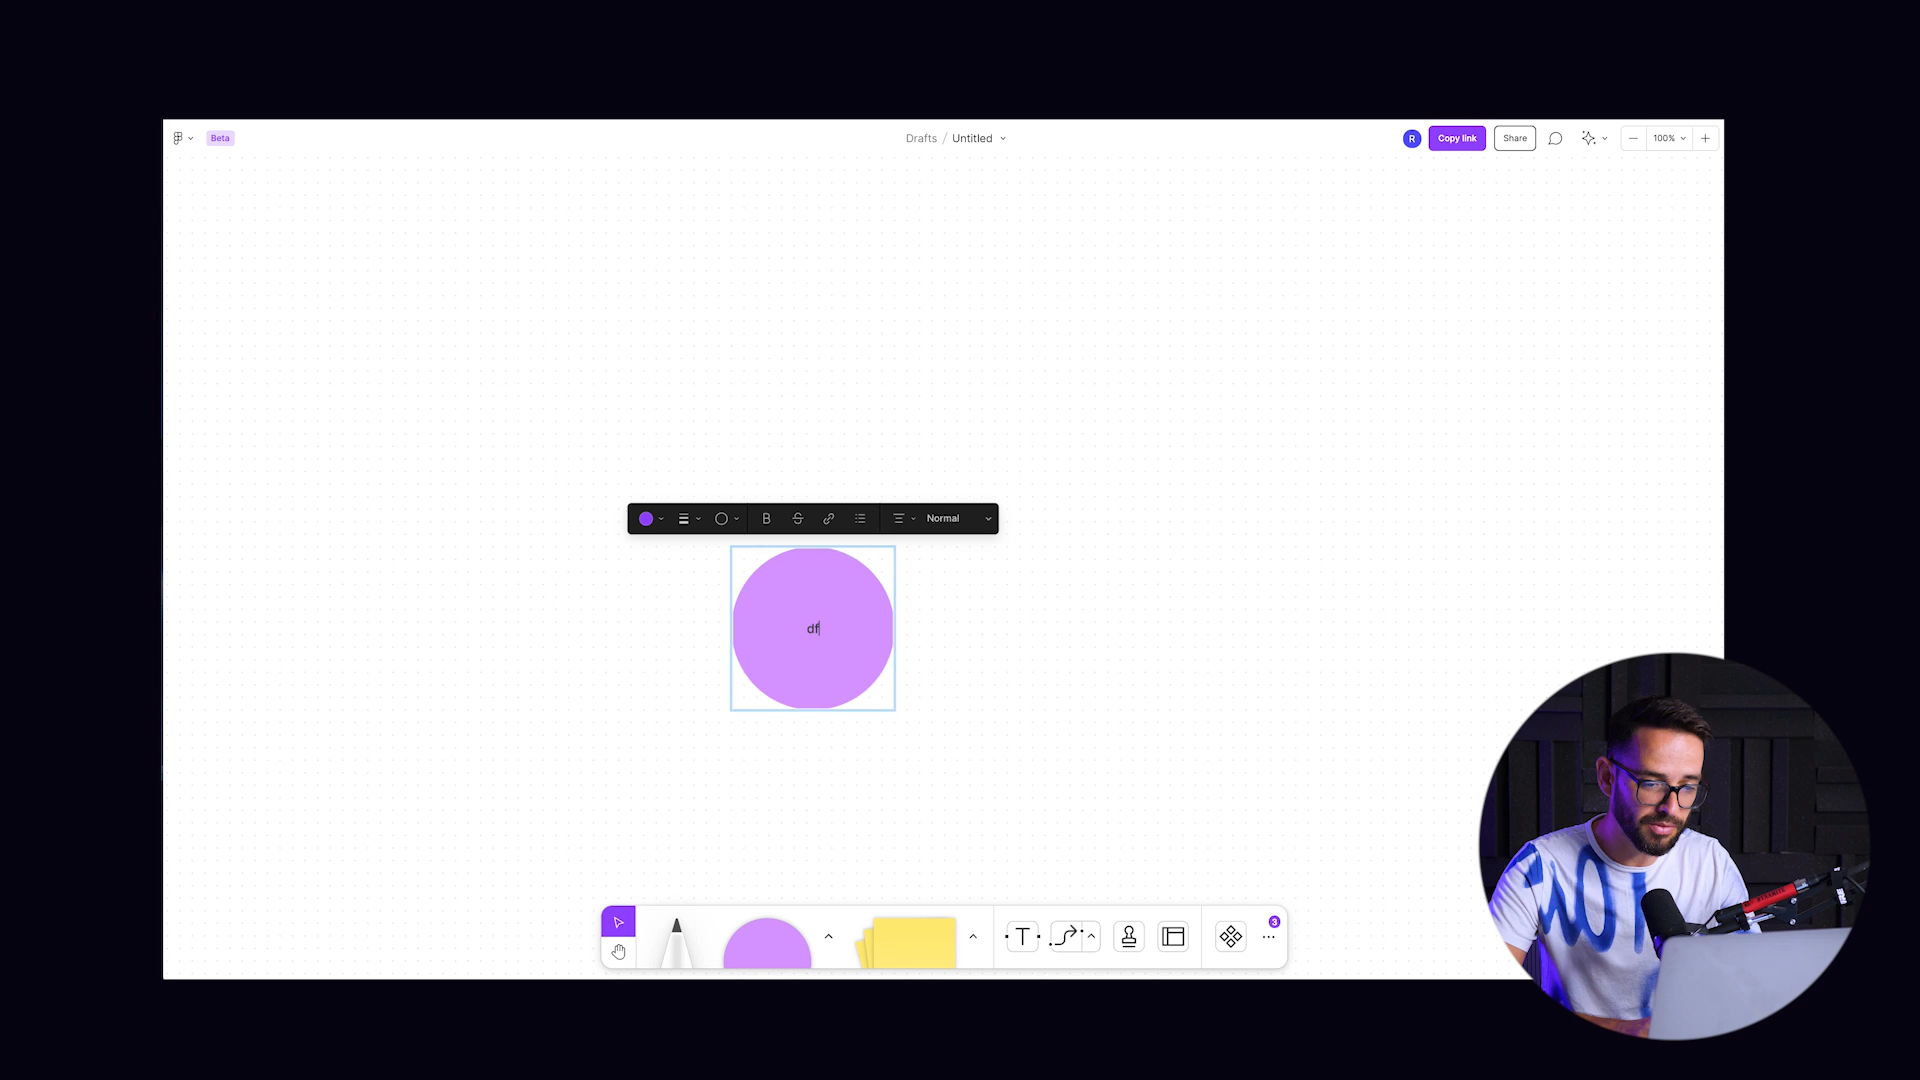 Beta
Drafts / Untitled
R
Copy link
Share
100%
B
S
Normal
df
T
3